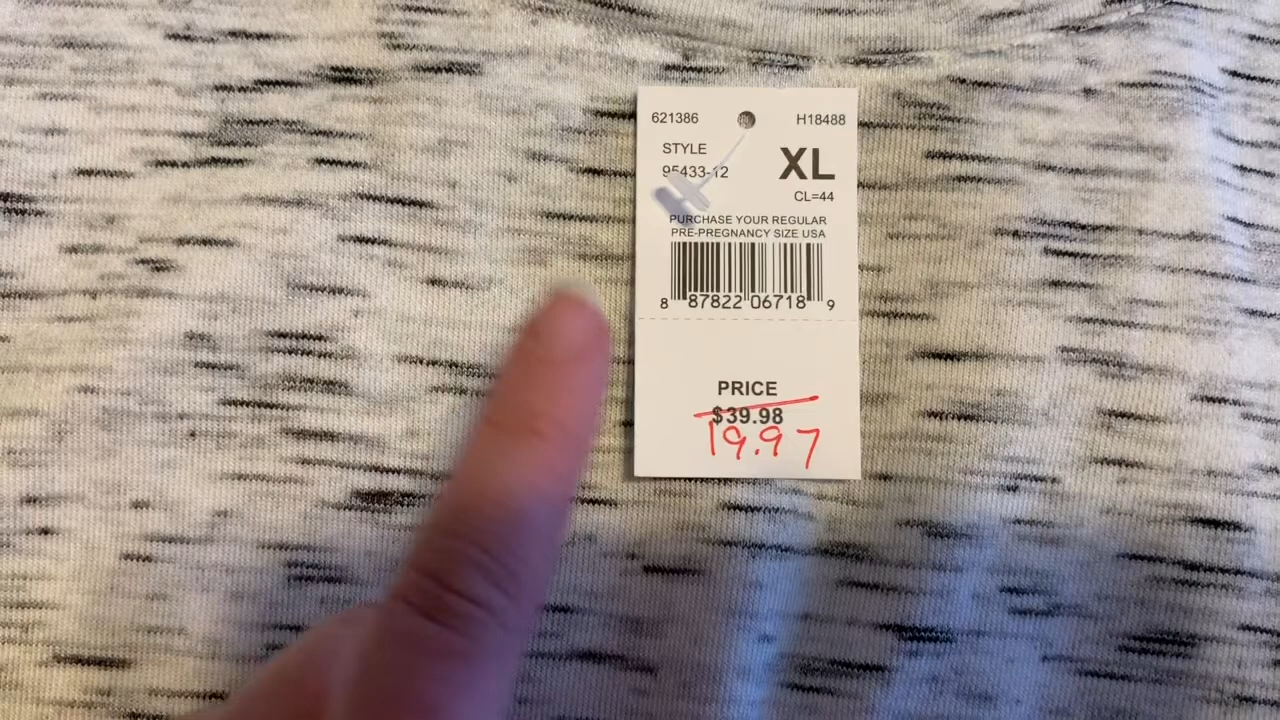 621386 H18488
STYLE XL
95433-12
CL=44
PURCHASE YOUR REGULAR
PRE-PREGNANCY SIZE USA
8 87822 06718 9
PRICE
$39.98
19.97